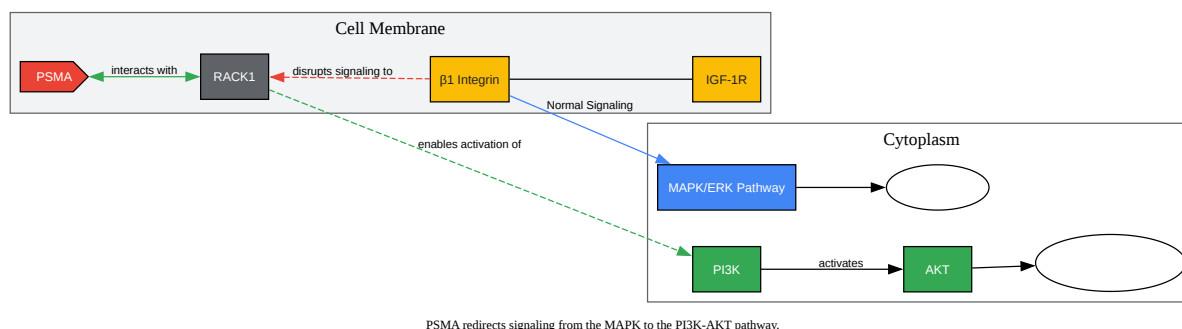 Cell Membrane
PSMA
interacts with
RACK1
disrupts signaling to
β1 Integrin
IGF-1R
Normal Signaling
enables activation of
Cytoplasm
MAPK/ERK Pathway
PI3K
activates
AKT
PSMA redirects signaling from the MAPK to the PI3K-AKT pathway.